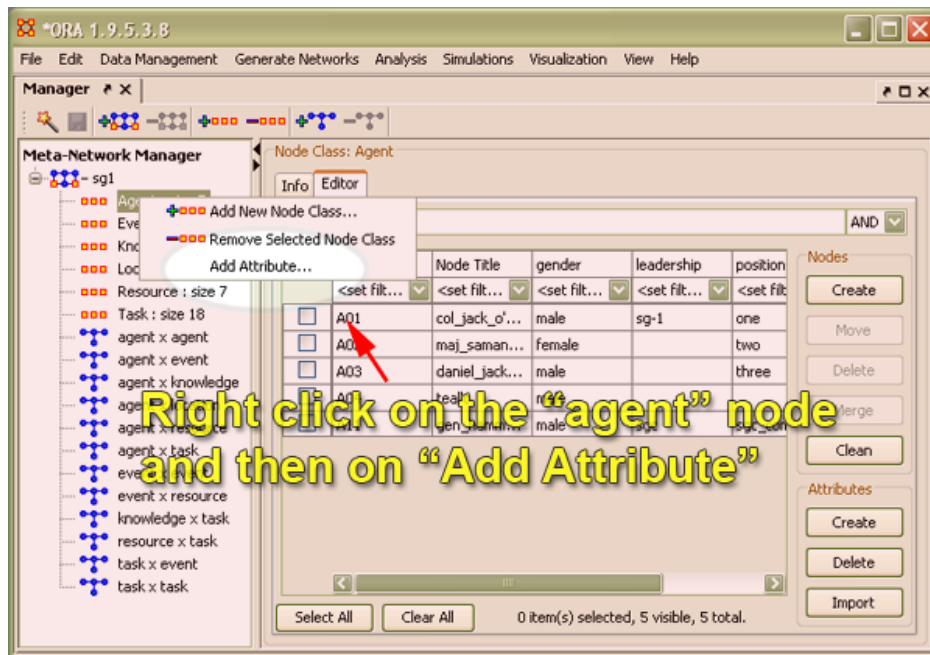 *ORA 1.9.5.3.8
File Edit Data Management Generate Networks Analysis Simulations Visualization View Help
Manager
Meta-Network Manager
sg1
Add New Node Class...
Remove Selected Node Class
Add Attribute...
Resource : size 7
Task : size 18
agent x agent
agent x event
agent x knowledge
agent x resource
agent x task
event x event
event x resource
knowledge x task
resource x task
task x event
task x task
Node Class: Agent
Info Editor
AND
Node Title gender leadership position
<set filt... <set filt... <set filt... <set filt... <set filt
A01 col_jack_o'... male sg-1 one
maj_saman... female two
A03 daniel_jack... male three
Right click on the “agent” node
and then on “Add Attribute”
Select All Clear All 0 item(s) selected, 5 visible, 5 total.
Nodes
Create
Move
Delete
Merge
Clean
Attributes
Create
Delete
Import